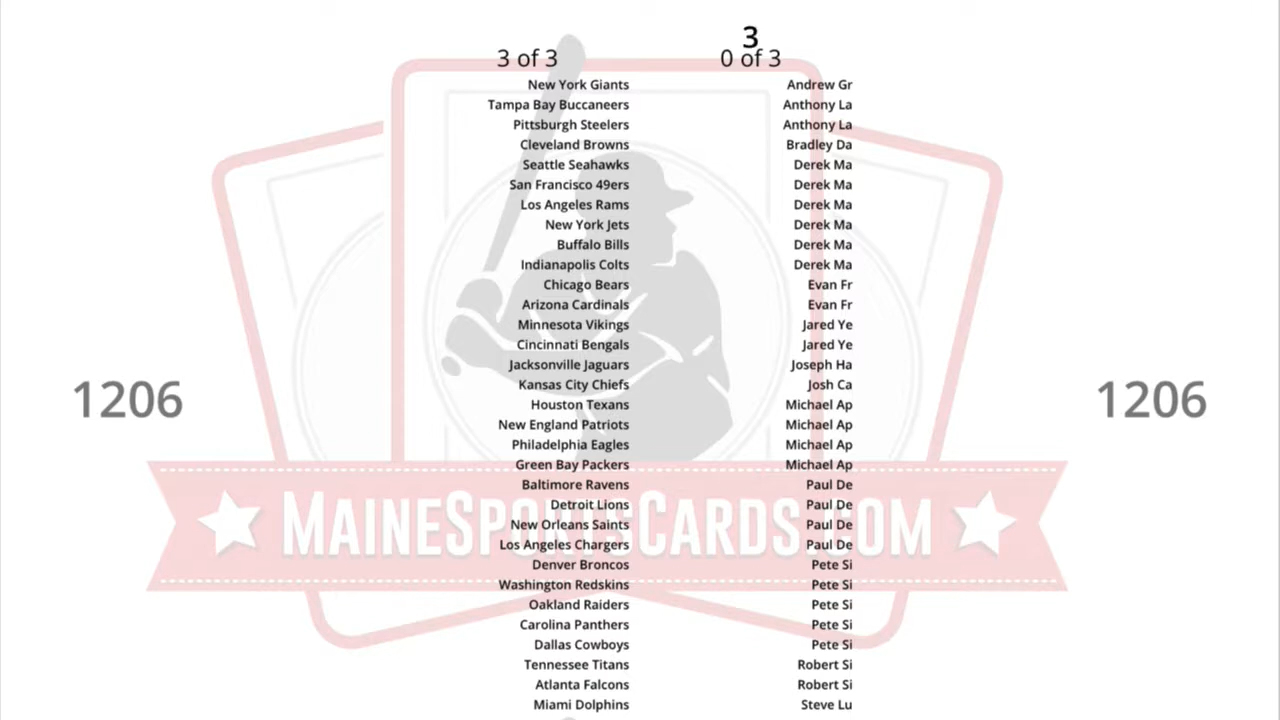 3
3 of 3 0 of 3
New York Giants Andrew Gr
Tampa Bay Buccaneers Anthony La
Pittsburgh Steelers Anthony La
Cleveland Browns Bradley Da
Seattle Seahawks Derek Ma
San Francisco 49ers Derek Ma
Los Angeles Rams Derek Ma
New York Jets Derek Ma
Buffalo Bills Derek Ma
Indianapolis Colts Derek Ma
Chicago Bears Evan Fr
Arizona Cardinals Evan Fr
Minnesota Vikings Jared Ye
Cincinnati Bengals Jared Ye
Jacksonville Jaguars Joseph Ha
Kansas City Chiefs Josh Ca
1206 1206
Houston Texans Michael Ap
New England Patriots Michael Ap
Philadelphia Eagles Michael Ap
Green Bay Packers Michael Ap
Baltimore Ravens Paul De
Detroit Lions Paul De
New Orleans Saints Paul De
MAINESPORTSCARDS.COM
Los Angeles Chargers Paul De
Denver Broncos Pete Si
Washington Redskins Pete Si
Oakland Raiders Pete Si
Carolina Panthers Pete Si
Dallas Cowboys Pete Si
Tennessee Titans Robert Si
Atlanta Falcons Robert Si
Miami Dolphins Steve Lu